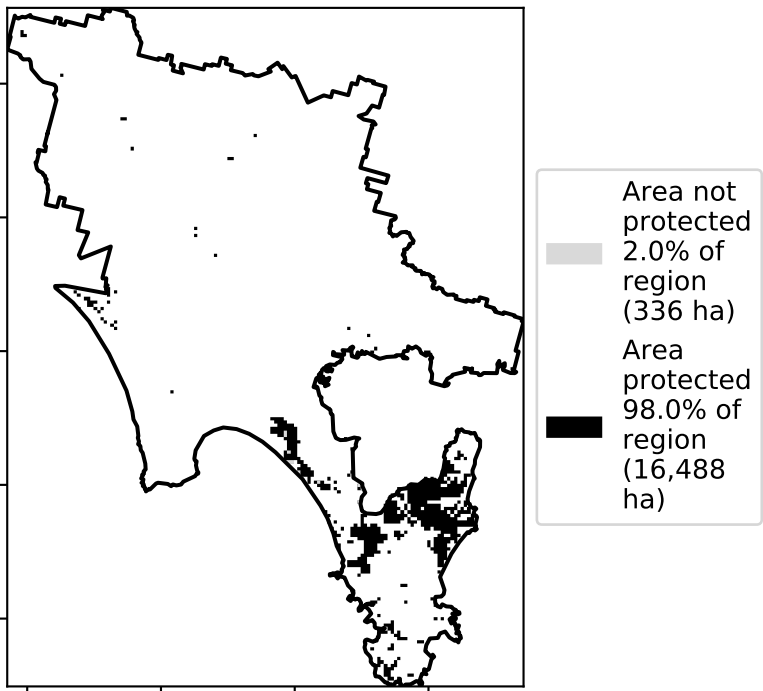 Area not
protected
2.0% of
region
(336 ha)
Area
protected
98.0% of
region
(16,488
ha)